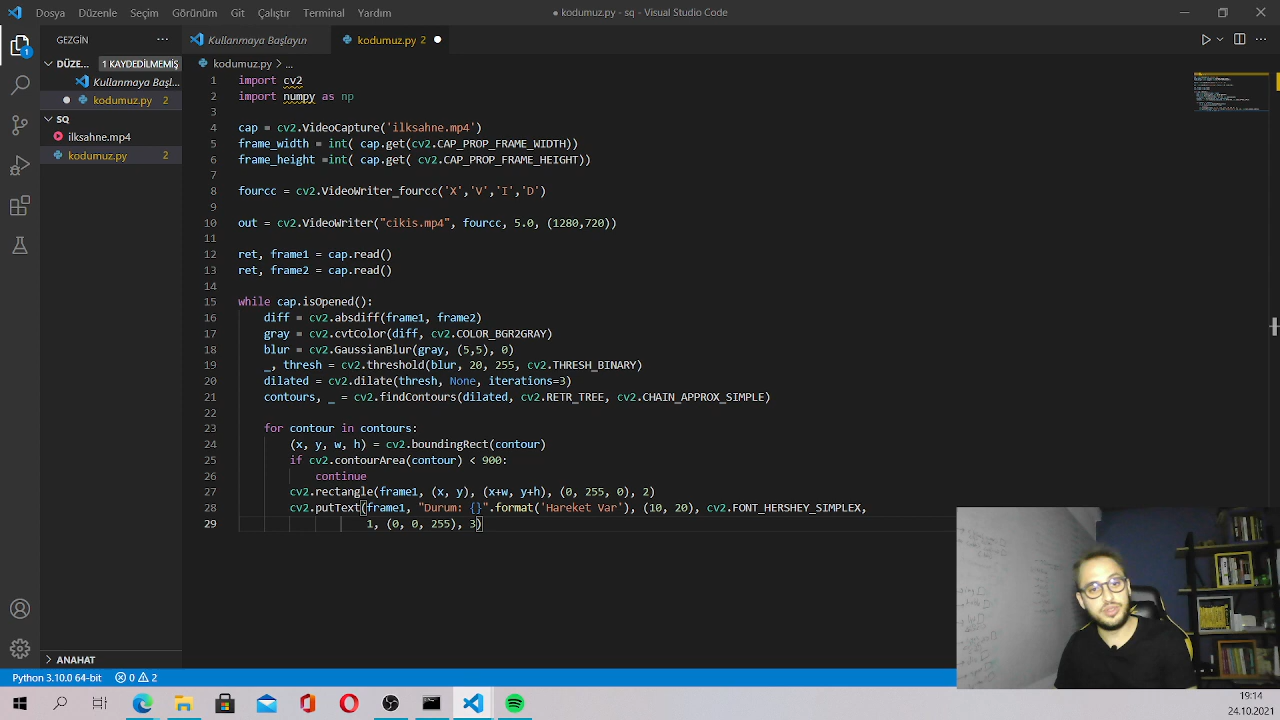 Dosya Düzenle Seçim Görünüm Git Çalıştır Terminal Yardım
● kodumuz.py - sq - Visual Studio Code
GEZGİN
Kullanmaya Başlayın
kodumuz.py 2
DÜZE... 1 KAYDEDİLMEMİŞ
Kullanmaya Başl...
kodumuz.py 2
SQ
ilksahne.mp4
kodumuz.py 2
1
kodumuz.py > ...
1 import cv2
2 import numpy as np
3
4 cap = cv2.VideoCapture('ilksahne.mp4')
5 frame_width = int( cap.get(cv2.CAP_PROP_FRAME_WIDTH))
6 frame_height =int( cap.get( cv2.CAP_PROP_FRAME_HEIGHT))
7
8 fourcc = cv2.VideoWriter_fourcc('X','V','I','D')
9
10 out = cv2.VideoWriter("cikis.mp4", fourcc, 5.0, (1280,720))
11
12 ret, frame1 = cap.read()
13 ret, frame2 = cap.read()
14
15 while cap.isOpened():
16 diff = cv2.absdiff(frame1, frame2)
17 gray = cv2.cvtColor(diff, cv2.COLOR_BGR2GRAY)
18 blur = cv2.GaussianBlur(gray, (5,5), 0)
19 _, thresh = cv2.threshold(blur, 20, 255, cv2.THRESH_BINARY)
20 dilated = cv2.dilate(thresh, None, iterations=3)
21 contours, _ = cv2.findContours(dilated, cv2.RETR_TREE, cv2.CHAIN_APPROX_SIMPLE)
22
23 for contour in contours:
24 (x, y, w, h) = cv2.boundingRect(contour)
25 if cv2.contourArea(contour) < 900:
26 continue
27 cv2.rectangle(frame1, (x, y), (x+w, y+h), (0, 255, 0), 2)
28 cv2.putText(frame1, "Durum: {}".format('Hareket Var'), (10, 20), cv2.FONT_HERSHEY_SIMPLEX,
29 1, (0, 0, 255), 3)
ANAHAT
Python 3.10.0 64-bit 0 2
19:14
24.10.2021